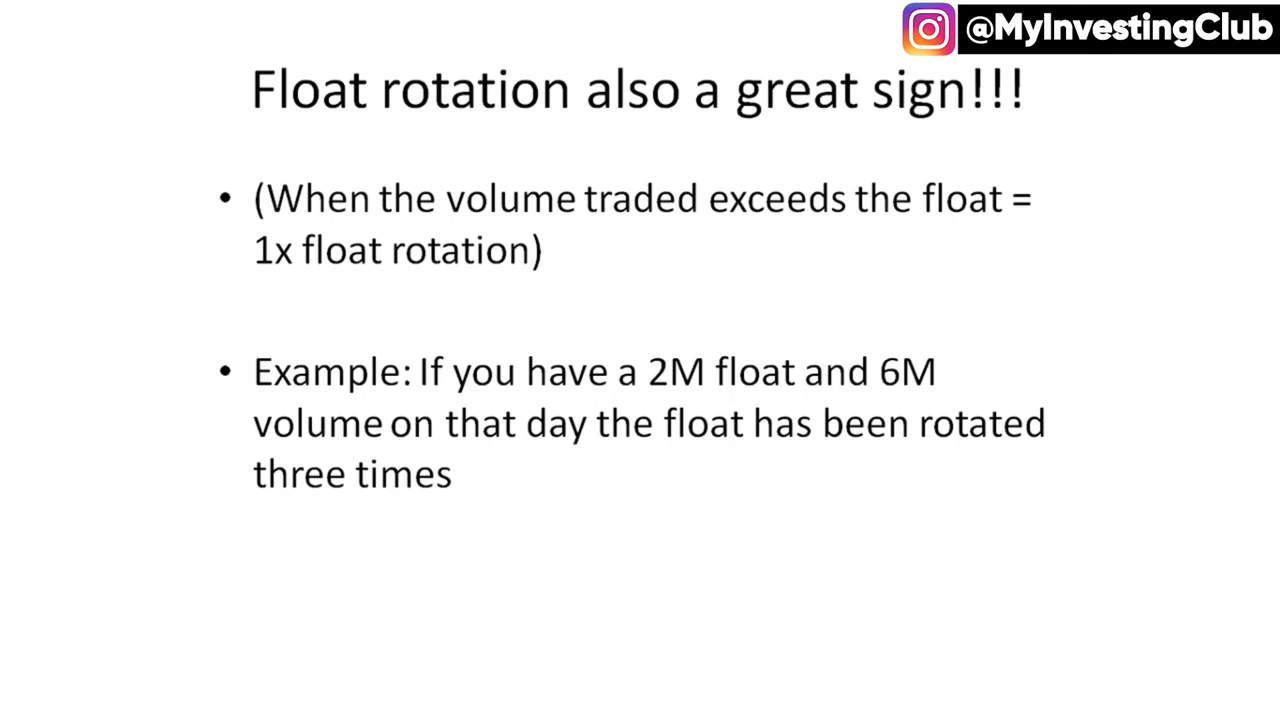 @MyInvestingClub
Float rotation also a great sign!!!
• (When the volume traded exceeds the float =
1x float rotation)
• Example: If you have a 2M float and 6M
volume on that day the float has been rotated
three times